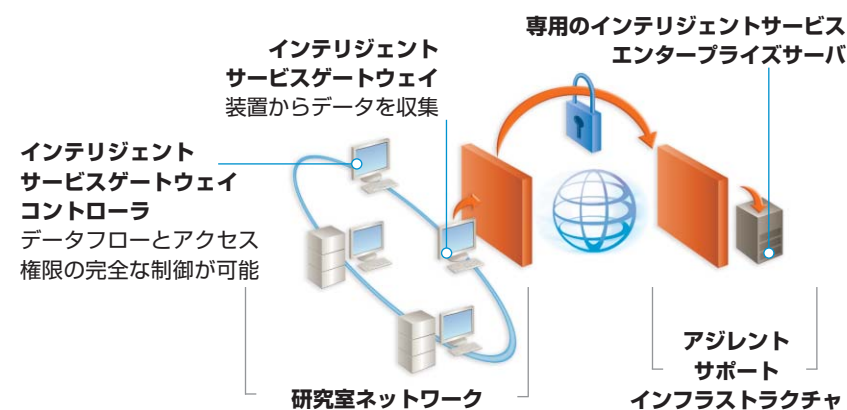 専用のインテリジェントサービス
エンタープライズサーバ
インテリジェント
サービスゲートウェイ
装置からデータを収集
インテリジェント
サービスゲートウェイ
コントローラ
データフローとアクセス
権限の完全な制御が可能
研究室ネットワーク
アジレント
サポート
インフラストラクチャ